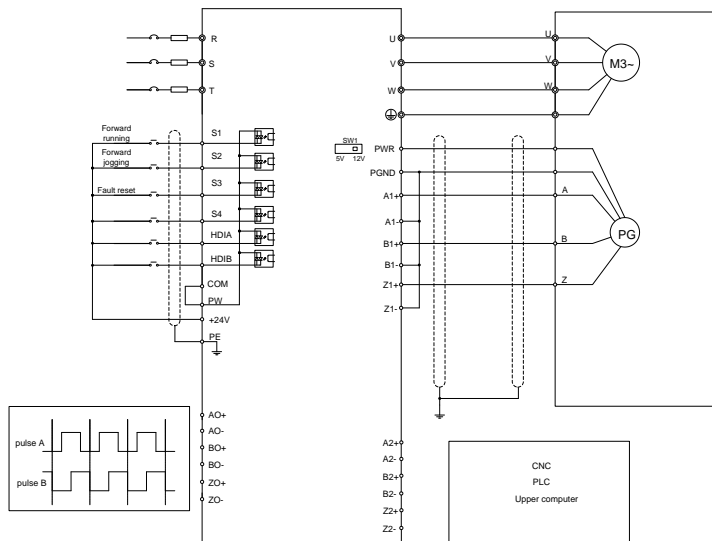 R
S
T
Forward
running
S1
Forward
jogging
S2
Fault reset
S3
S4
HDIA
HDIB
COM
PW
+24V
PE
AO+
AO-
BO+
BO-
ZO+
ZO-
pulse A
pulse B
SW1
5V 12V
U
V
W
PWR
PGND
A1+
A1-
B1+
B1-
Z1+
Z1-
A2+
A2-
B2+
B2-
Z2+
Z2-
U
V
W
M3~
A
B
Z
PG
CNC
PLC
Upper computer